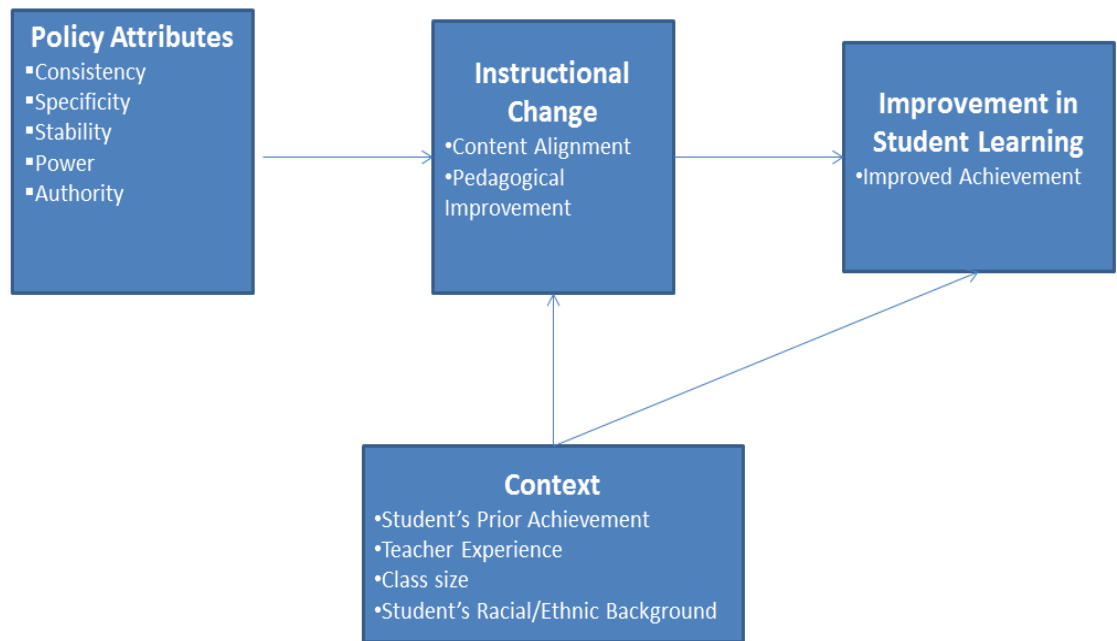 Policy Attributes
▪Consistency
▪Specificity
▪Stability
▪Power
▪Authority
Instructional
Change
•Content Alignment
•Pedagogical
Improvement
Improvement in
Student Learning
•Improved Achievement
Context
•Student’s Prior Achievement
•Teacher Experience
•Class size
•Student’s Racial/Ethnic Background